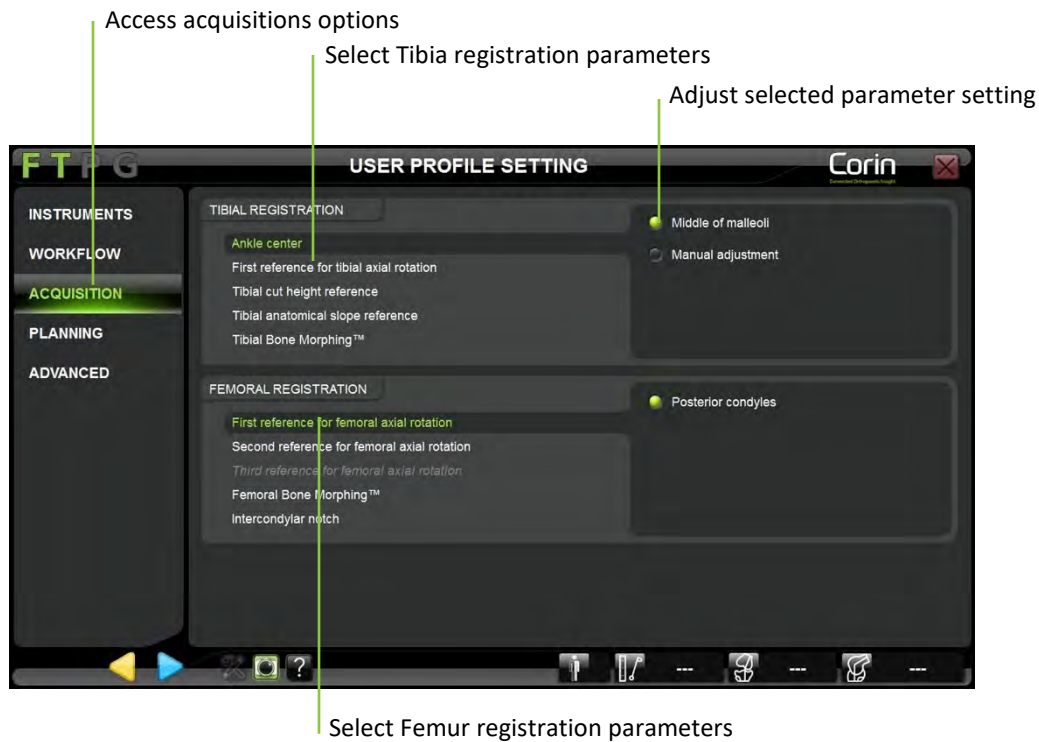 Access acquisitions options
Select Tibia registration parameters
Adjust selected parameter setting
F T P G
USER PROFILE SETTING
Corin
INSTRUMENTS
WORKFLOW
ACQUISITION
PLANNING
ADVANCED
TIBIAL REGISTRATION
Ankle center
First reference for tibial axial rotation
Tibial cut height reference
Tibial anatomical slope reference
Tibial Bone Morphing™
Middle of malleoli
Manual adjustment
FEMORAL REGISTRATION
First reference for femoral axial rotation
Second reference for femoral axial rotation
Third reference for femoral axial rotation
Femoral Bone Morphing™
Intercondylar notch
Posterior condyles
?
--- --- ---
Select Femur registration parameters